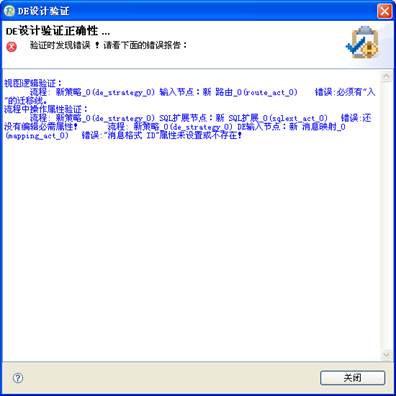 DE设计验证
DE设计验证正确性 ...
验证时发现错误 ! 请看下面的错误报告:
视图逻辑验证:
流程: 新策略_0(de_strategy_0) 输入节点:新 路由_0(route_act_0) 错误:必须有"入
"的迁移线。
流程中操作属性验证:
流程: 新策略_0(de_strategy_0) SQL扩展节点:新 SQL扩展_0(sqlext_act_0) 错误:还
没有编辑必需属性! 流程: 新策略_0(de_strategy_0) DE输入节点:新 消息映射_0
(mapping_act_0) 错误:"消息格式 ID"属性未设置或不存在!
关闭